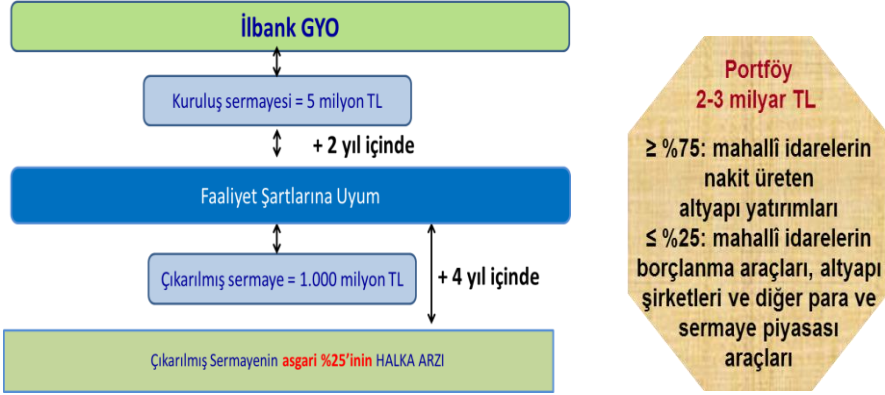 İlbank GYO
Kuruluş sermayesi = 5 milyon TL
+ 2 yıl içinde
Faaliyet Şartlarına Uyum
Çıkarılmış sermaye = 1.000 milyon TL
+ 4 yıl içinde
Çıkarılmış Sermayenin asgari %25’inin HALKA ARZI
Portföy
2-3 milyar TL
≥ %75: mahallî idarelerin
nakit üreten
altyapı yatırımları
≤ %25: mahallî idarelerin
borçlanma araçları, altyapı
şirketleri ve diğer para ve
sermaye piyasası
araçları